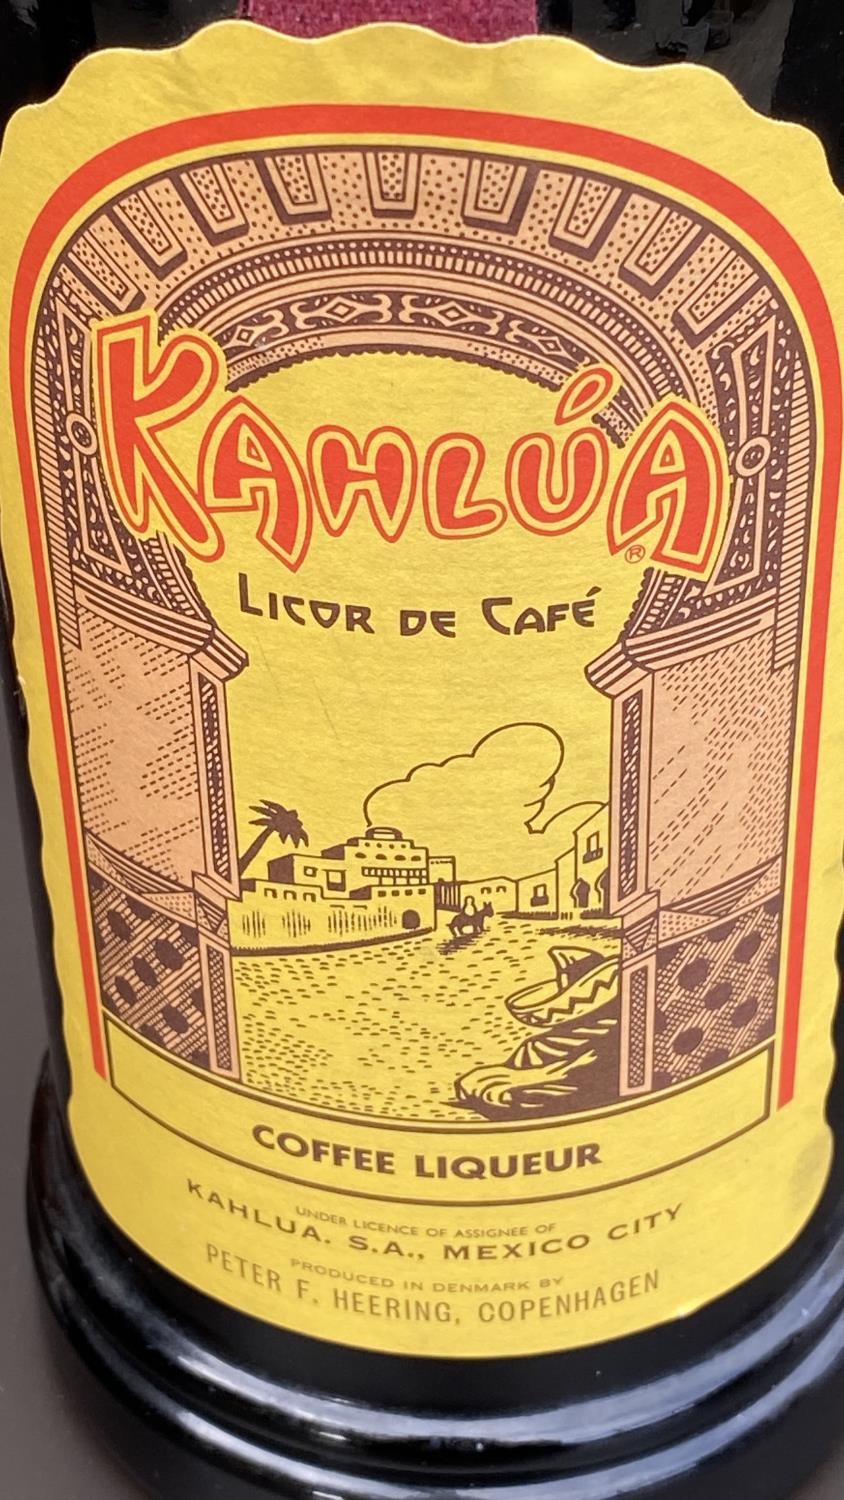 KAHLÚA
®
LICOR DE CAFÉ
COFFEE LIQUEUR
UNDER LICENCE OF ASSIGNEE OF
KAHLUA. S.A., MEXICO CITY
PRODUCED IN DENMARK BY
PETER F. HEERING, COPENHAGEN